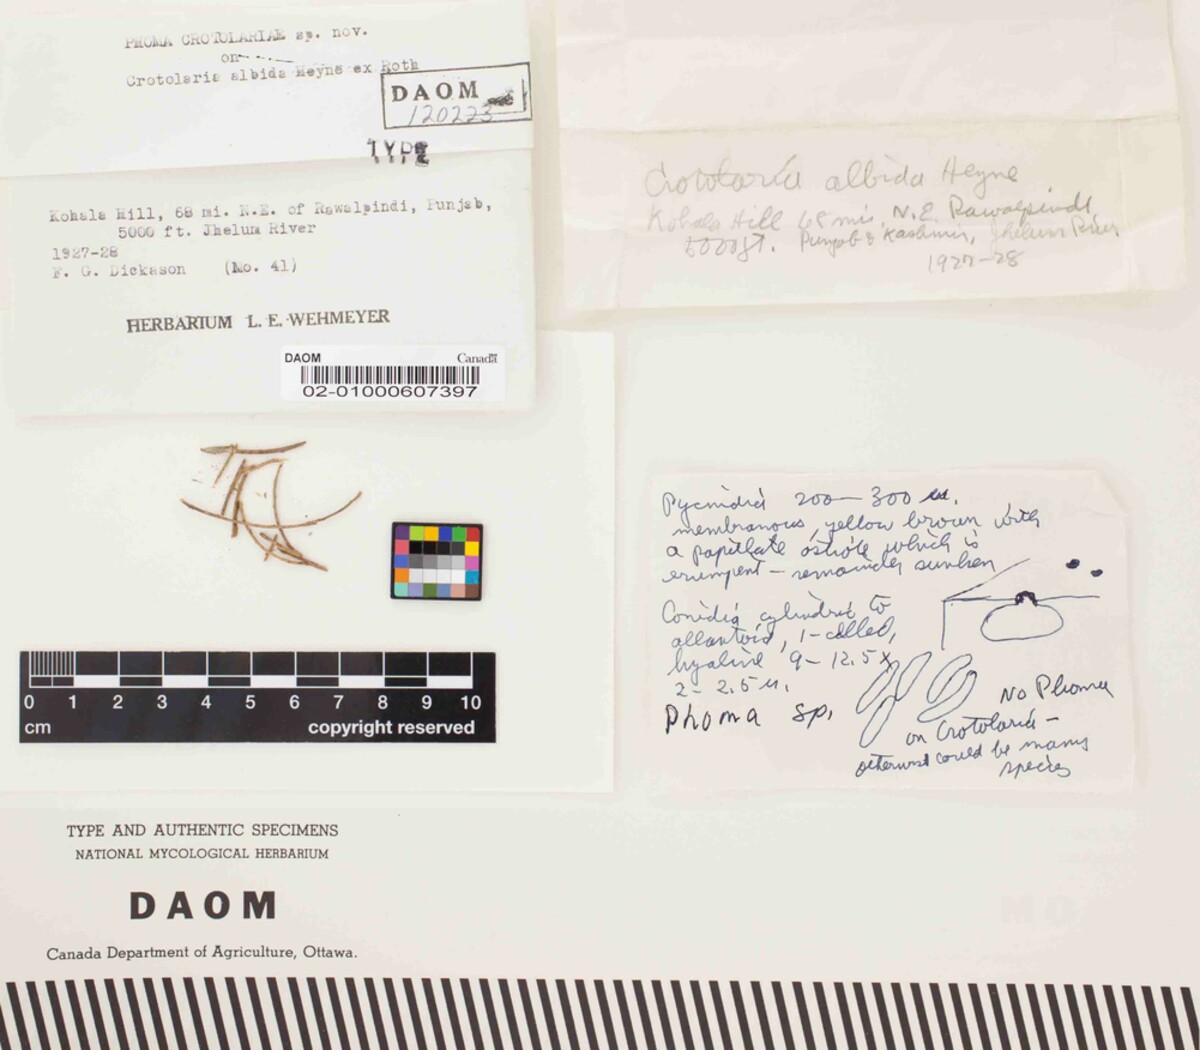 PHOMA CROTOLARIAE sp. nov.
on
Crotolaria albida Heyne ex Roth
DAOM
120223
TYPE
Kohala Hill, 68 mi. N.E. of Rawalpindi, Punjab,
5000 ft. Jhelum River
1927-28
F. G. Dickason (No. 41)
HERBARIUM L. E. WEHMEYER
DAOM Canada
02-01000607397
Crotolaria albida Heyne
Kohala Hill 68 mis. N.E. Rawalpindi
5000 ft. Punjab & Kashmir, Jhelum River
1927-28
Pycnidia 200-300 u.
membranous, yellow brown with
a papillate ostiole which is
erumpent - remainder sunken
Conidia cylindric to
allantoid, 1-celled,
hyaline 9-12.5 x
2-2.5 u.
Phoma sp.
No Phoma
on Crotolaria -
otherwise could be many
species
0 1 2 3 4 5 6 7 8 9 10
cm copyright reserved
TYPE AND AUTHENTIC SPECIMENS
NATIONAL MYCOLOGICAL HERBARIUM
DAOM
Canada Department of Agriculture, Ottawa.